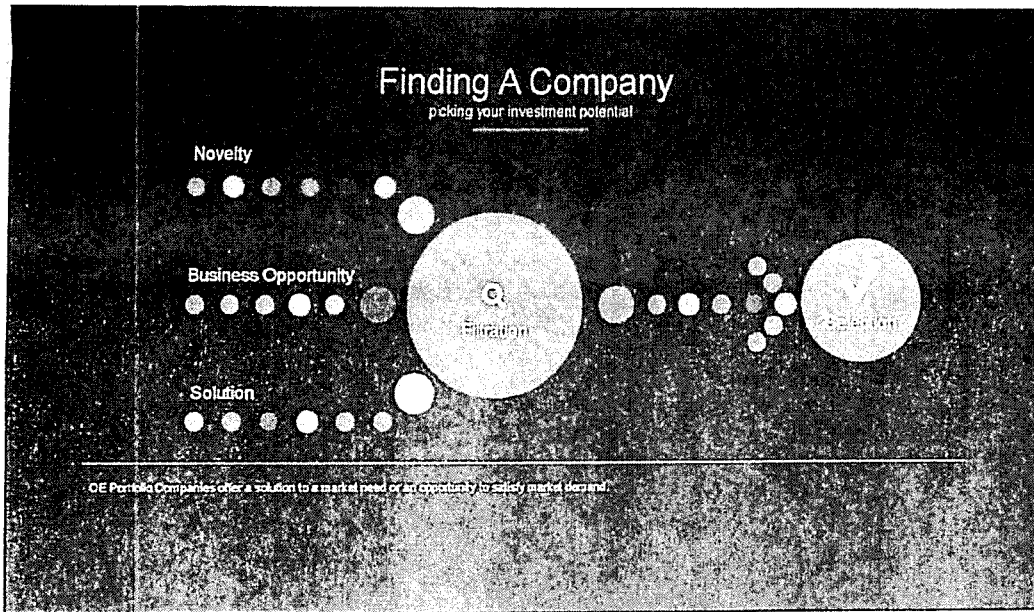 Finding A Company
picking your investment potential
Novelty
Business Opportunity
Filtration
Selection
Solution
OE Portfolio Companies offer a solution to a market need or an opportunity to satisfy market demand.